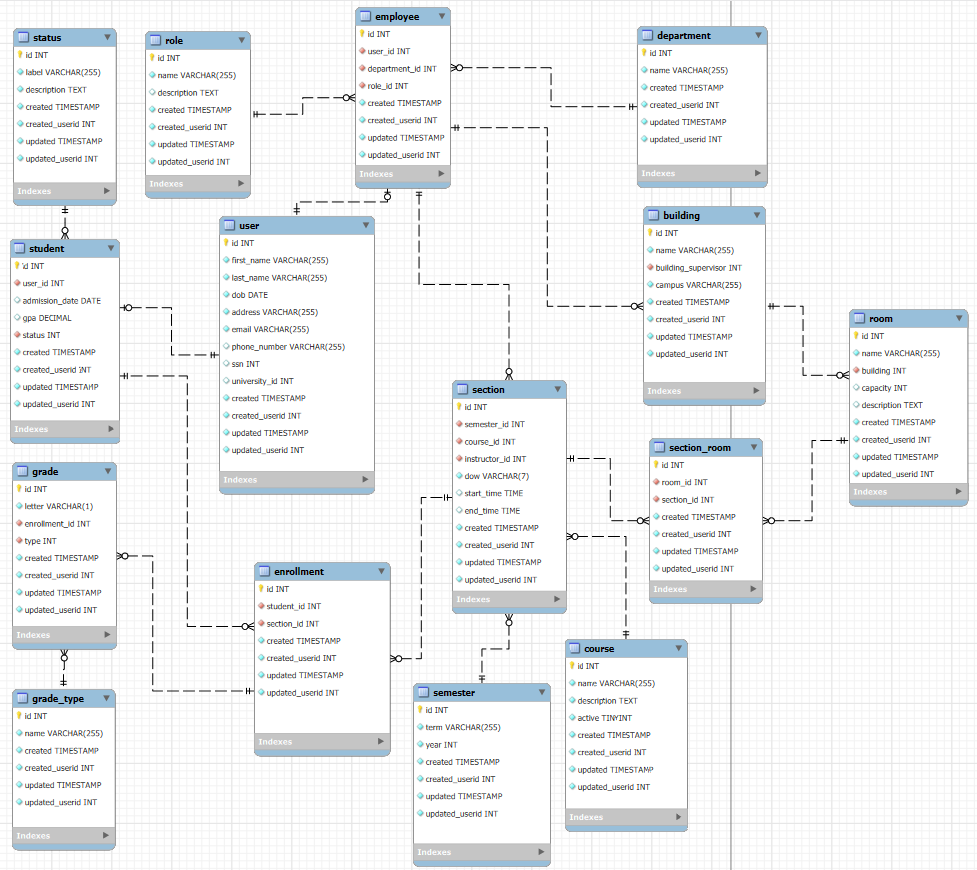 status
id INT
label VARCHAR(255)
description TEXT
created TIMESTAMP
created_userid INT
updated TIMESTAMP
updated_userid INT
Indexes
role
id INT
name VARCHAR(255)
description TEXT
created TIMESTAMP
created_userid INT
updated TIMESTAMP
updated_userid INT
Indexes
employee
id INT
user_id INT
department_id INT
role_id INT
created TIMESTAMP
created_userid INT
updated TIMESTAMP
updated_userid INT
Indexes
department
id INT
name VARCHAR(255)
created TIMESTAMP
created_userid INT
updated TIMESTAMP
updated_userid INT
Indexes
student
id INT
user_id INT
admission_date DATE
gpa DECIMAL
status INT
created TIMESTAMP
created_userid INT
updated TIMESTAMP
updated_userid INT
Indexes
user
id INT
first_name VARCHAR(255)
last_name VARCHAR(255)
dob DATE
address VARCHAR(255)
email VARCHAR(255)
phone_number VARCHAR(255)
ssn INT
university_id INT
created TIMESTAMP
created_userid INT
updated TIMESTAMP
updated_userid INT
Indexes
building
id INT
name VARCHAR(255)
building_supervisor INT
campus VARCHAR(255)
created TIMESTAMP
created_userid INT
updated TIMESTAMP
updated_userid INT
Indexes
room
id INT
name VARCHAR(255)
building INT
capacity INT
description TEXT
created TIMESTAMP
created_userid INT
updated TIMESTAMP
updated_userid INT
Indexes
section
id INT
semester_id INT
course_id INT
instructor_id INT
dow VARCHAR(7)
start_time TIME
end_time TIME
created TIMESTAMP
created_userid INT
updated TIMESTAMP
updated_userid INT
Indexes
section_room
id INT
room_id INT
section_id INT
created TIMESTAMP
created_userid INT
updated TIMESTAMP
updated_userid INT
Indexes
grade
id INT
letter VARCHAR(1)
enrollment_id INT
type INT
created TIMESTAMP
created_userid INT
updated TIMESTAMP
updated_userid INT
Indexes
enrollment
id INT
student_id INT
section_id INT
created TIMESTAMP
created_userid INT
updated TIMESTAMP
updated_userid INT
Indexes
course
id INT
name VARCHAR(255)
description TEXT
active TINYINT
created TIMESTAMP
created_userid INT
updated TIMESTAMP
updated_userid INT
Indexes
grade_type
id INT
name VARCHAR(255)
created TIMESTAMP
created_userid INT
updated TIMESTAMP
updated_userid INT
Indexes
semester
id INT
term VARCHAR(255)
year INT
created TIMESTAMP
created_userid INT
updated TIMESTAMP
updated_userid INT
Indexes